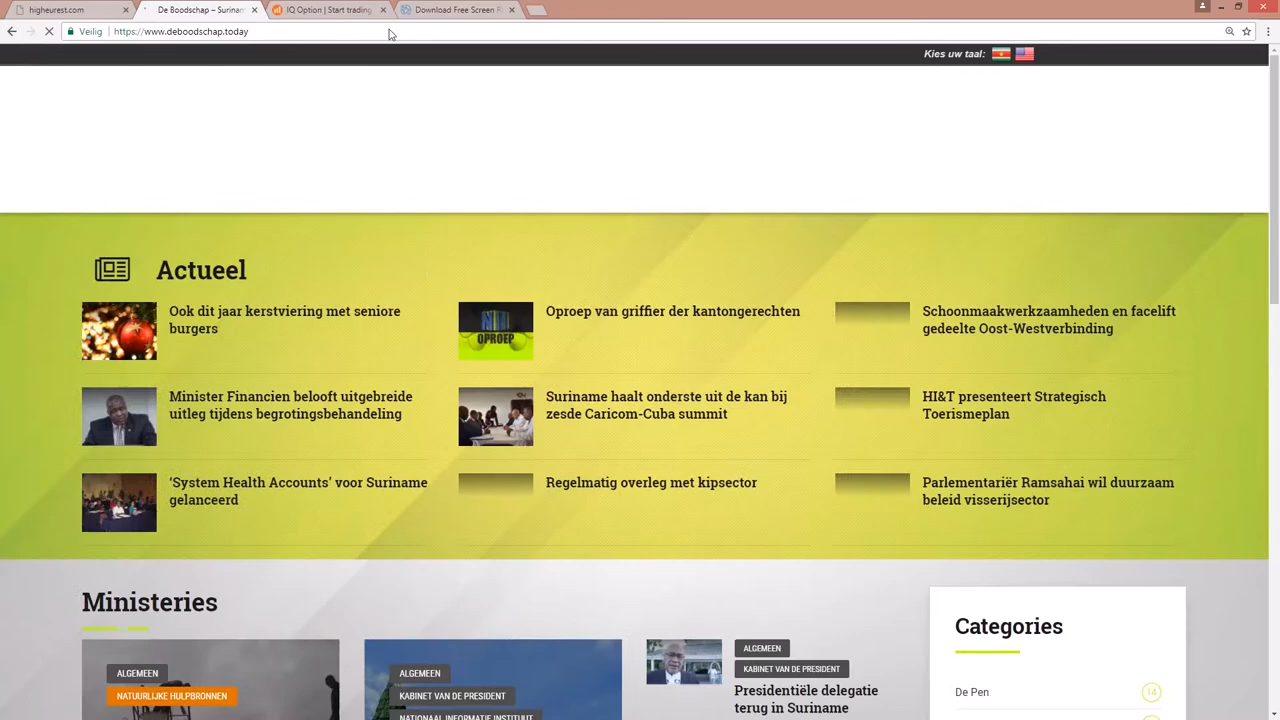 higheurest.com
De Boodschap – Surinam
IQ Option | Start trading
Download Free Screen R
Veilig
https://www.deboodschap.today
Kies uw taal:
Actueel
Ook dit jaar kerstviering met seniore
burgers
Oproep van griffier der kantongerechten
OPROEP
Schoonmaakwerkzaamheden en facelift
gedeelte Oost-Westverbinding
Minister Financien belooft uitgebreide
uitleg tijdens begrotingsbehandeling
Suriname haalt onderste uit de kan bij
zesde Caricom-Cuba summit
HI&T presenteert Strategisch
Toerismeplan
‘System Health Accounts’ voor Suriname
gelanceerd
Regelmatig overleg met kipsector
Parlementariër Ramsahai wil duurzaam
beleid visserijsector
Ministeries
ALGEMEEN
NATUURLIJKE HULPBRONNEN
ALGEMEEN
KABINET VAN DE PRESIDENT
NATIONAAL INFORMATIE INSTITUUT
ALGEMEEN
KABINET VAN DE PRESIDENT
Presidentiële delegatie
terug in Suriname
Categories
De Pen
14